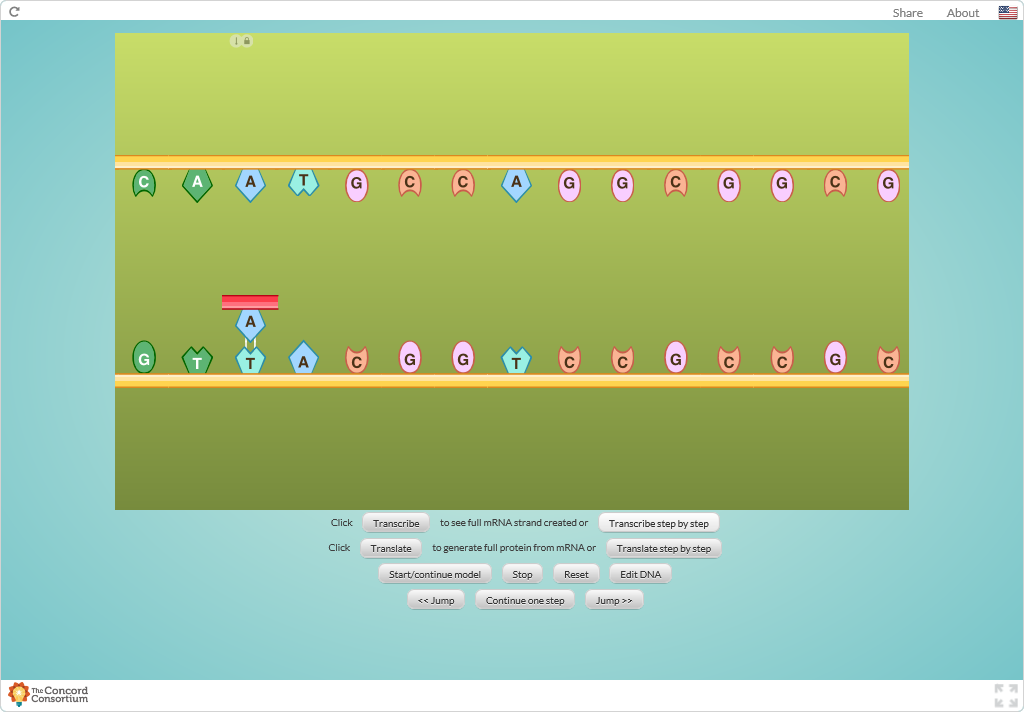 Share About
C A A T G C C A G G C G G C G
A
G T T A C G G T C C G C C G C
Click Transcribe to see full mRNA strand created or Transcribe step by step
Click Translate to generate full protein from mRNA or Translate step by step
Start/continue model Stop Reset Edit DNA
<< Jump Continue one step Jump >>
The Concord
Consortium